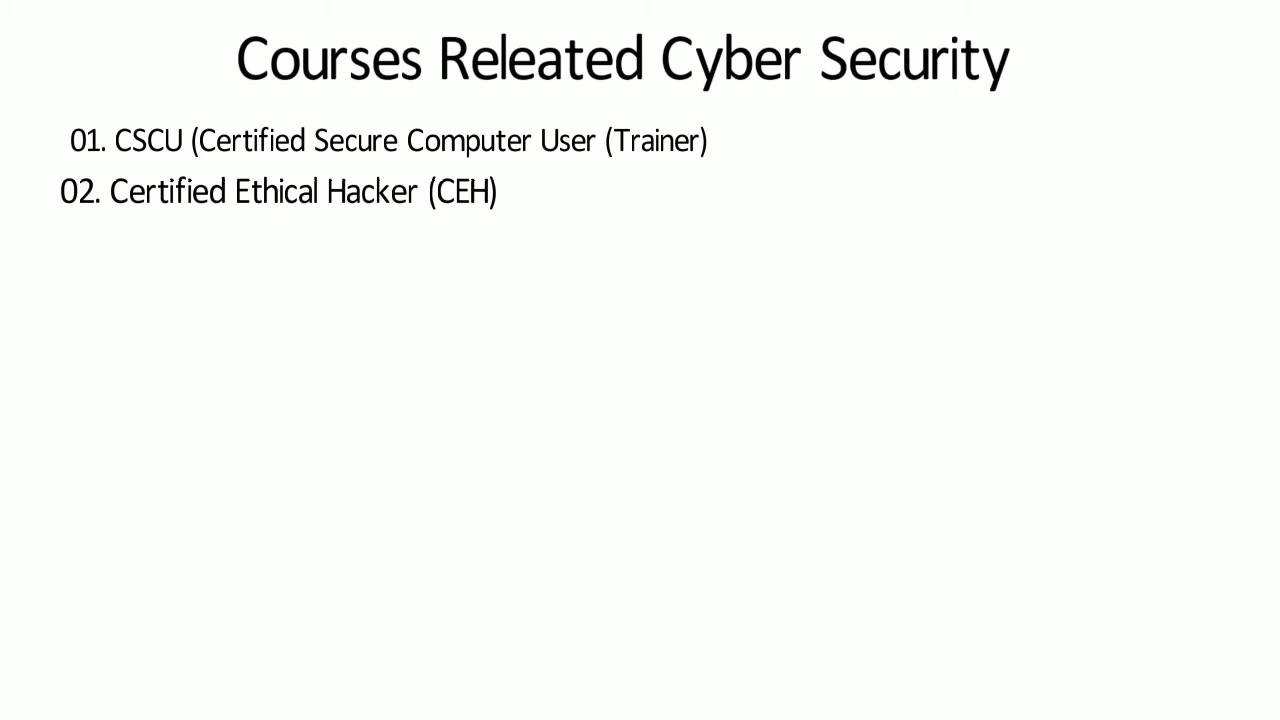 Courses Releated Cyber Security
01. CSCU (Certified Secure Computer User (Trainer)
02. Certified Ethical Hacker (CEH)